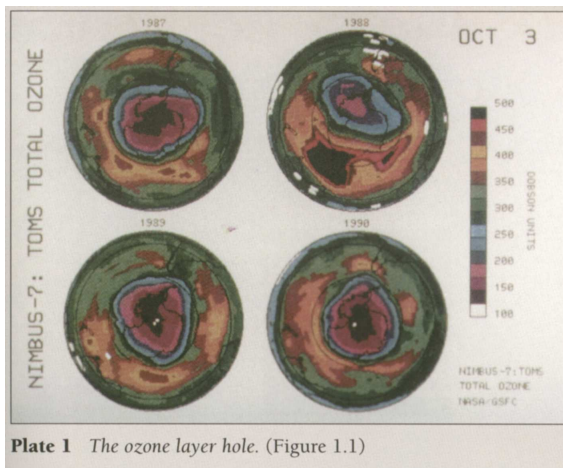 1987
1988
OCT 3
NIMBUS-7: TOMS TOTAL OZONE
500
450
400
350
300
250
200
150
100
DOBSON UNITS
1989
1990
NIMBUS-7:TOMS
TOTAL OZONE
NASA/GSFC
Plate 1 The ozone layer hole. (Figure 1.1)